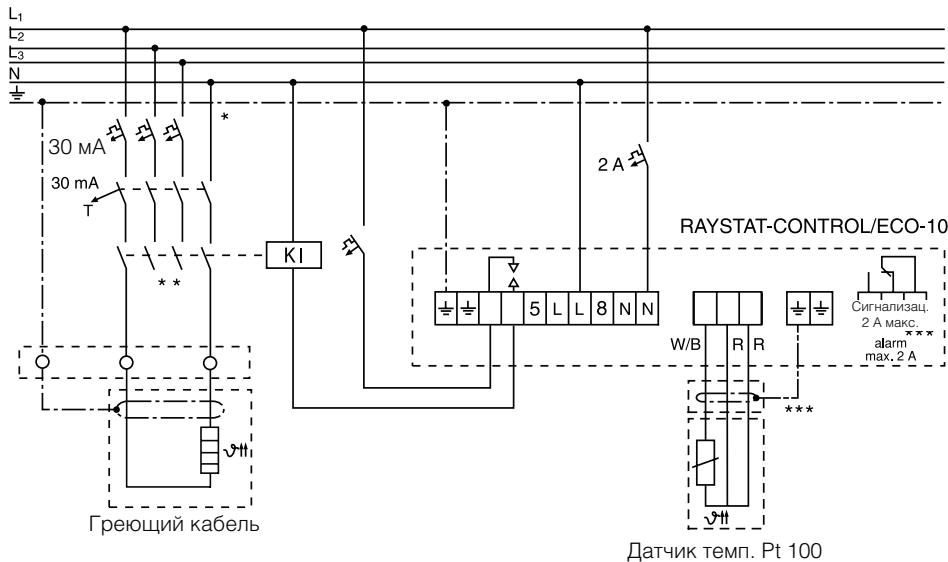 L1
L2
L3
N
*
30 мА
30 mA
T
2 A
RAYSTAT-CONTROL/ECO-10
KI
5 L L 8 N N
* *
W/B R R
Сигнализац.
2 А макс.
***
alarm
max. 2 A
***
ϑ
ϑ
Греющий кабель
Датчик темп. Pt 100